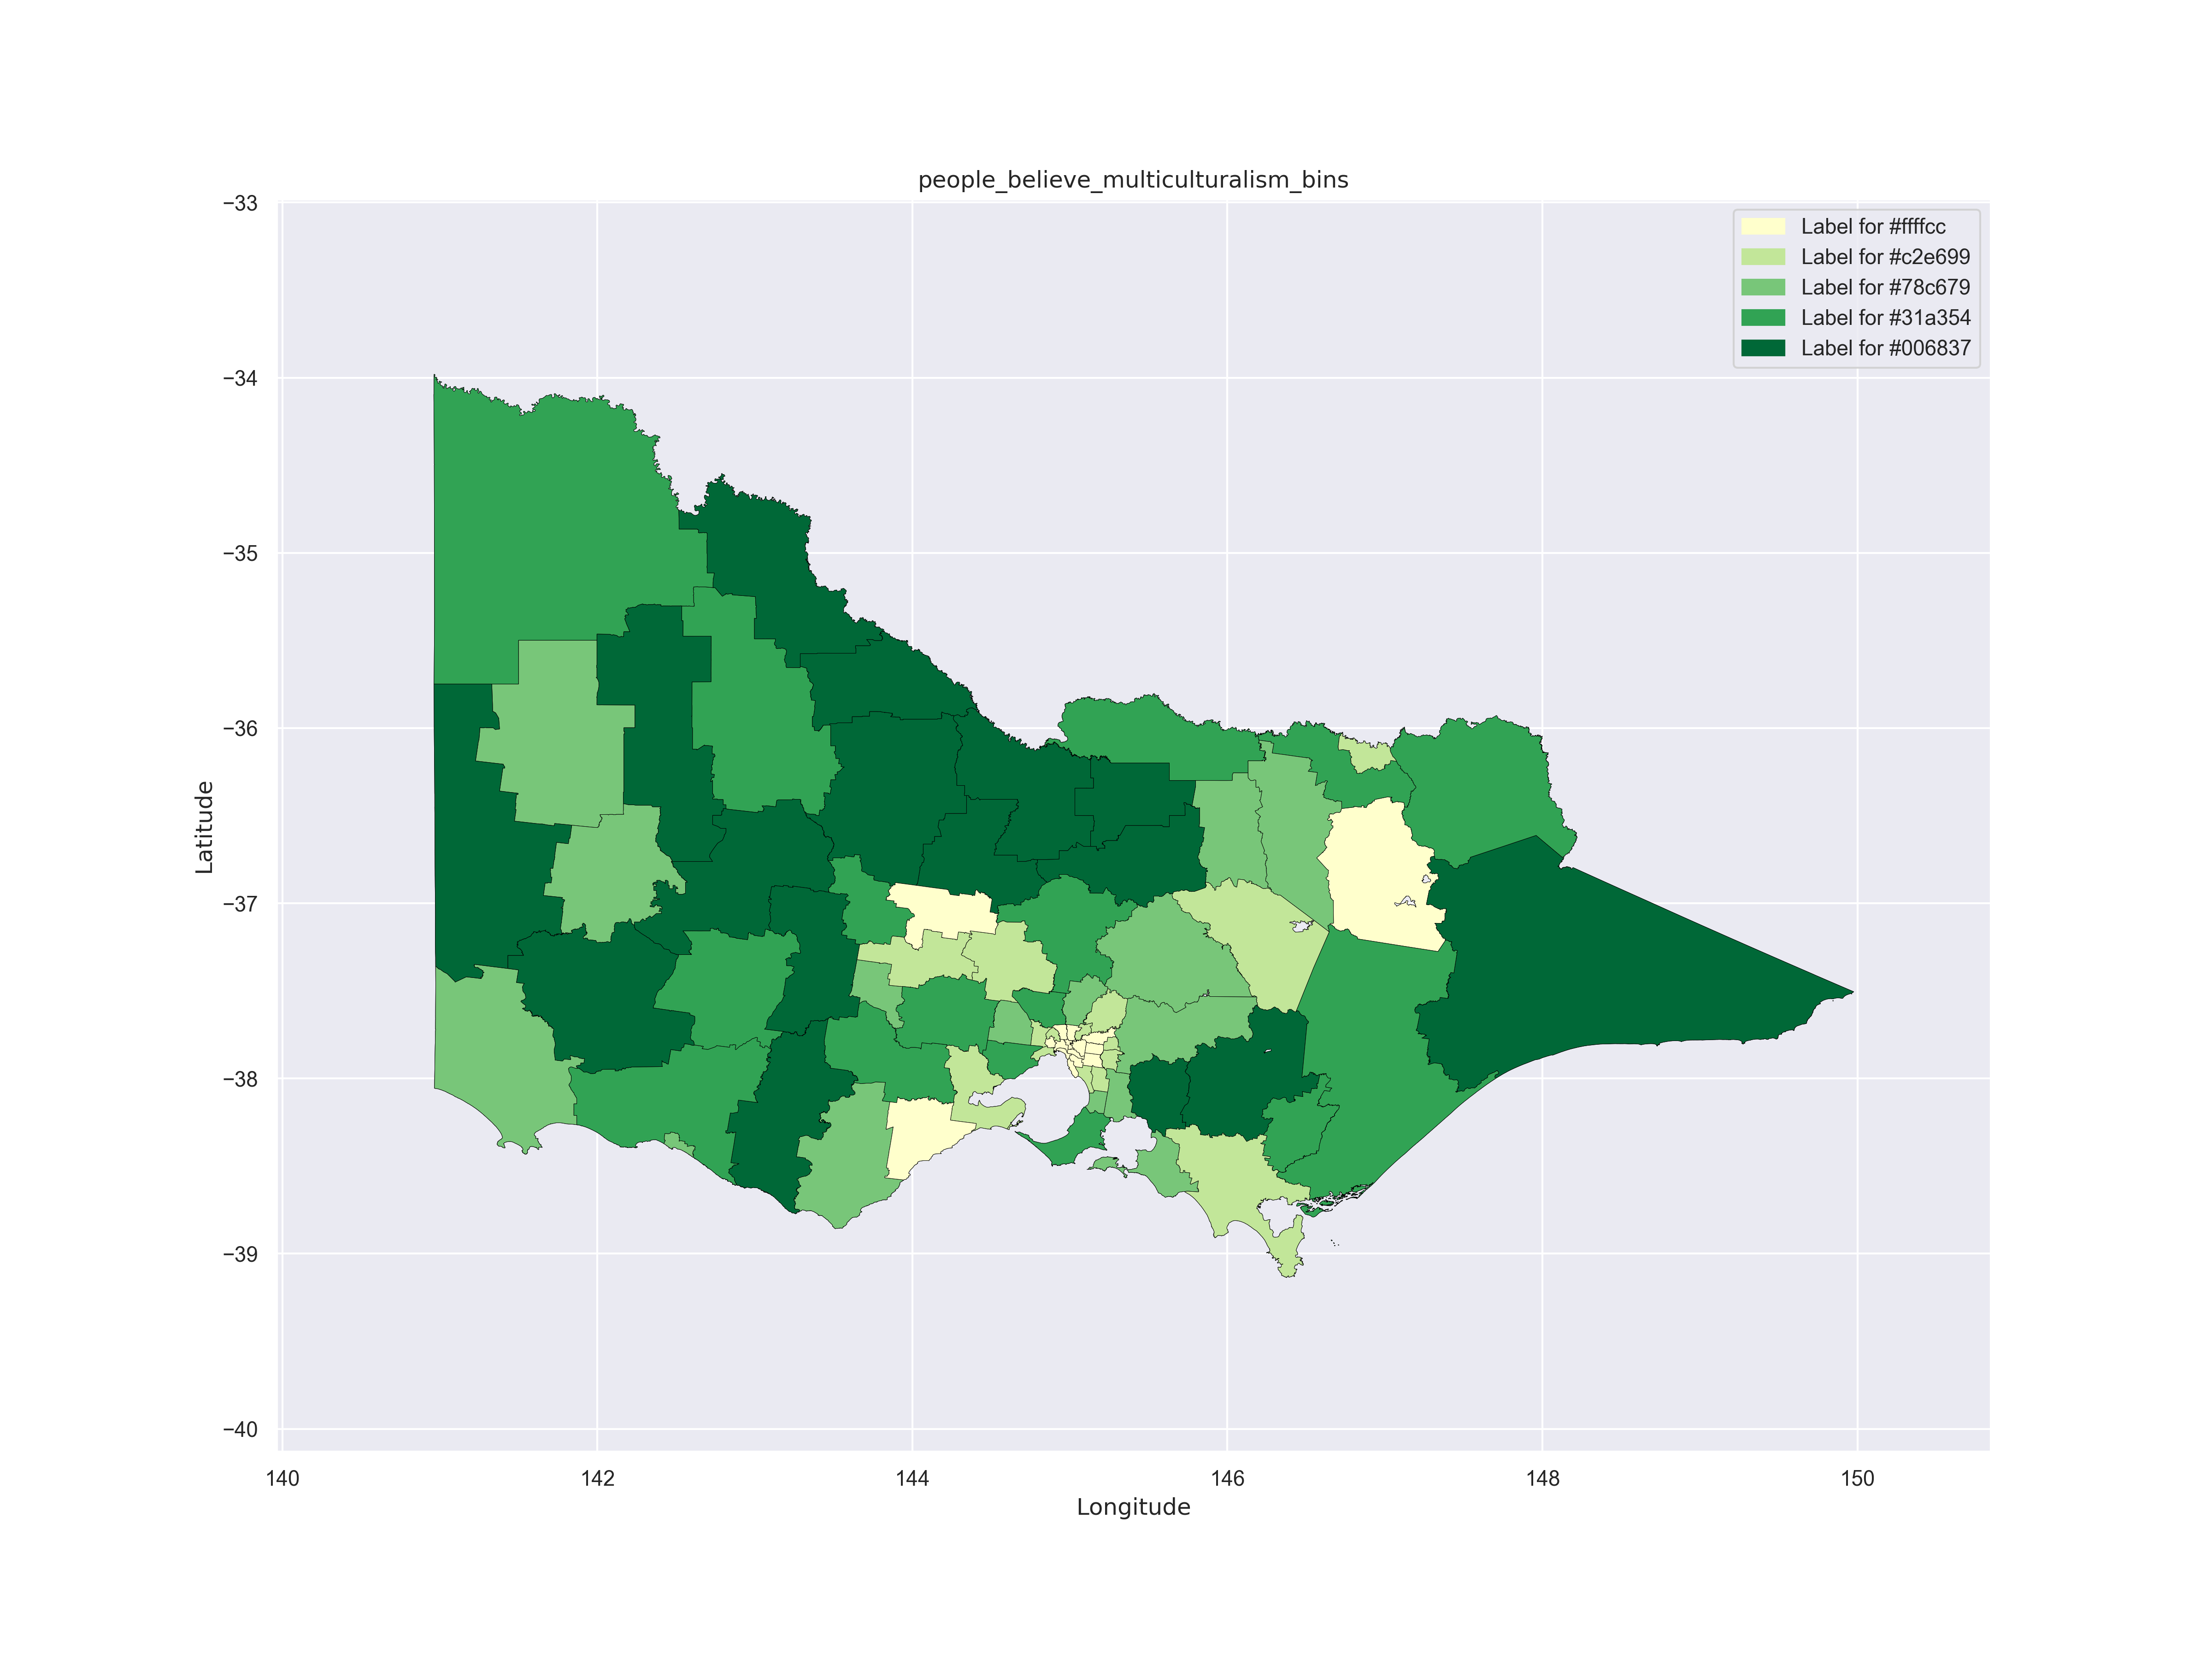 people_believe_multiculturalism_bins
Label for #ffffcc
Label for #c2e699
Label for #78c679
Label for #31a354
Label for #006837
−33
−34
−35
−36
−37
−38
−39
−40
Latitude
140 142 144 146 148 150
Longitude